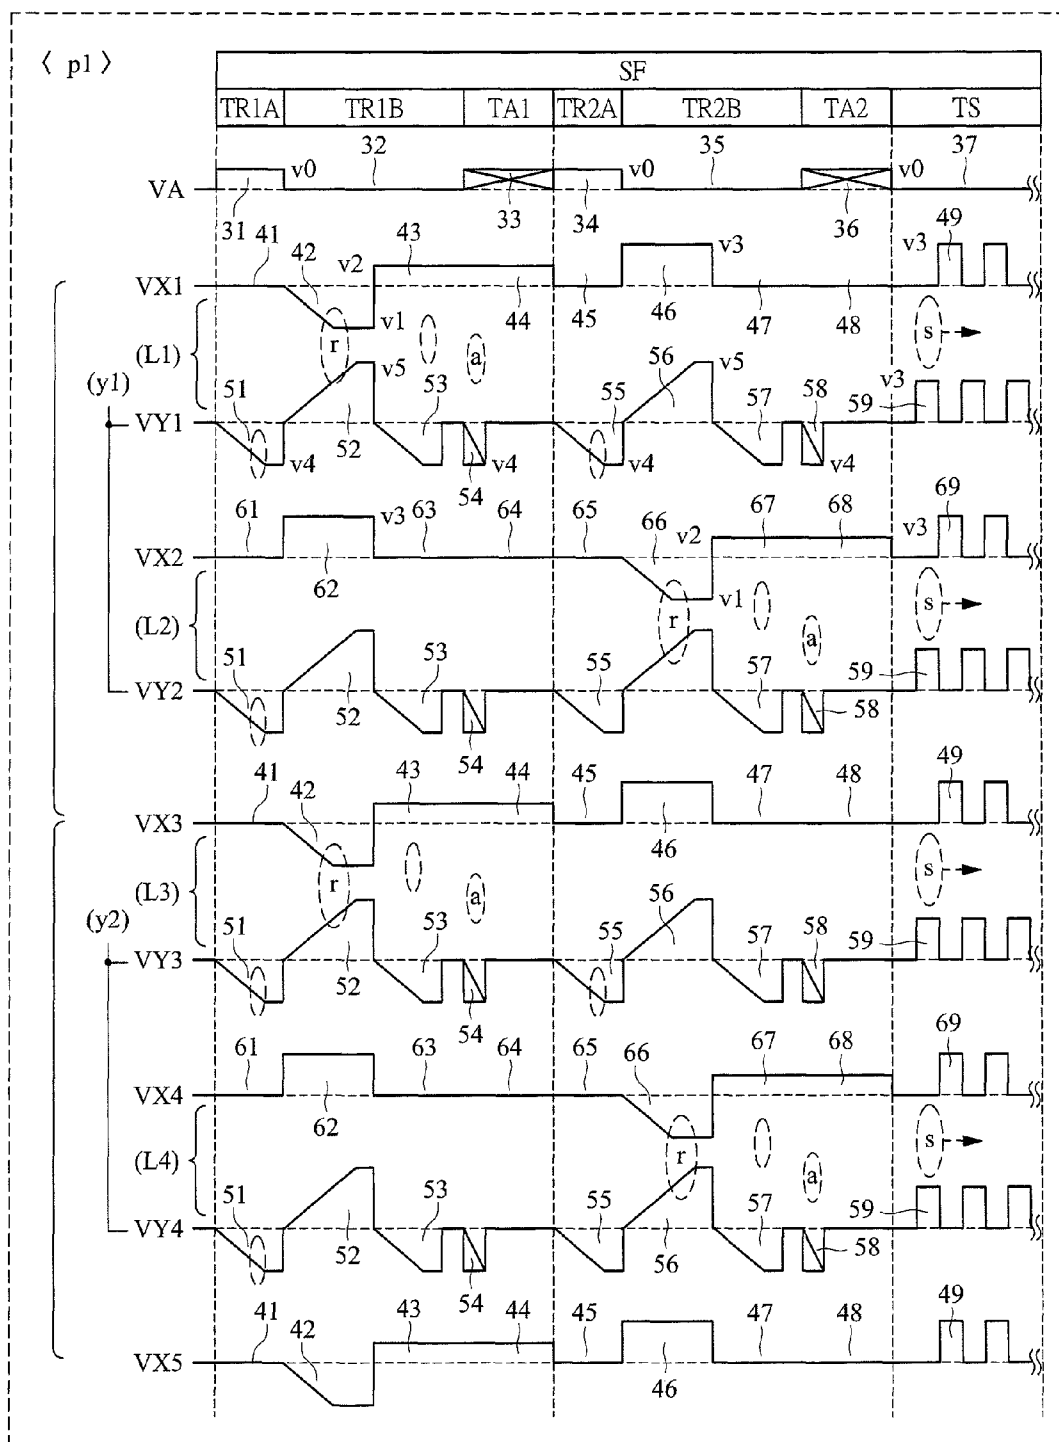 〈 p1 〉
SF
TR1A TR1B TA1 TR2A TR2B TA2 TS
32 35 37
VA v0 v0 v0
31 33 34 36
41 42 43 v3 v3 49
v2
VX1
v1 44 45 46 47 48
(L1) r a s
56
(y1) 51 v5 53 55 v5 57 58 v3
59
VY1
v4 52 54 v4 v4 v4
61 v3 63 64 65 66 67 68 69
v2 v3
VX2
62 v1
(L2) r a s
51 53 55 57 59
VY2
52 54 56 58
41 42 43 44 45 47 48 49
VX3
46
(L3) r a s
56
(y2) 51 53 55 57 58 59
VY3
52 54
61 63 64 65 66 67 68 69
VX4
62
(L4) r a s
51 53 55 57 59
VY4
52 54 56 58
41 42 43 44 45 47 48 49
VX5
46